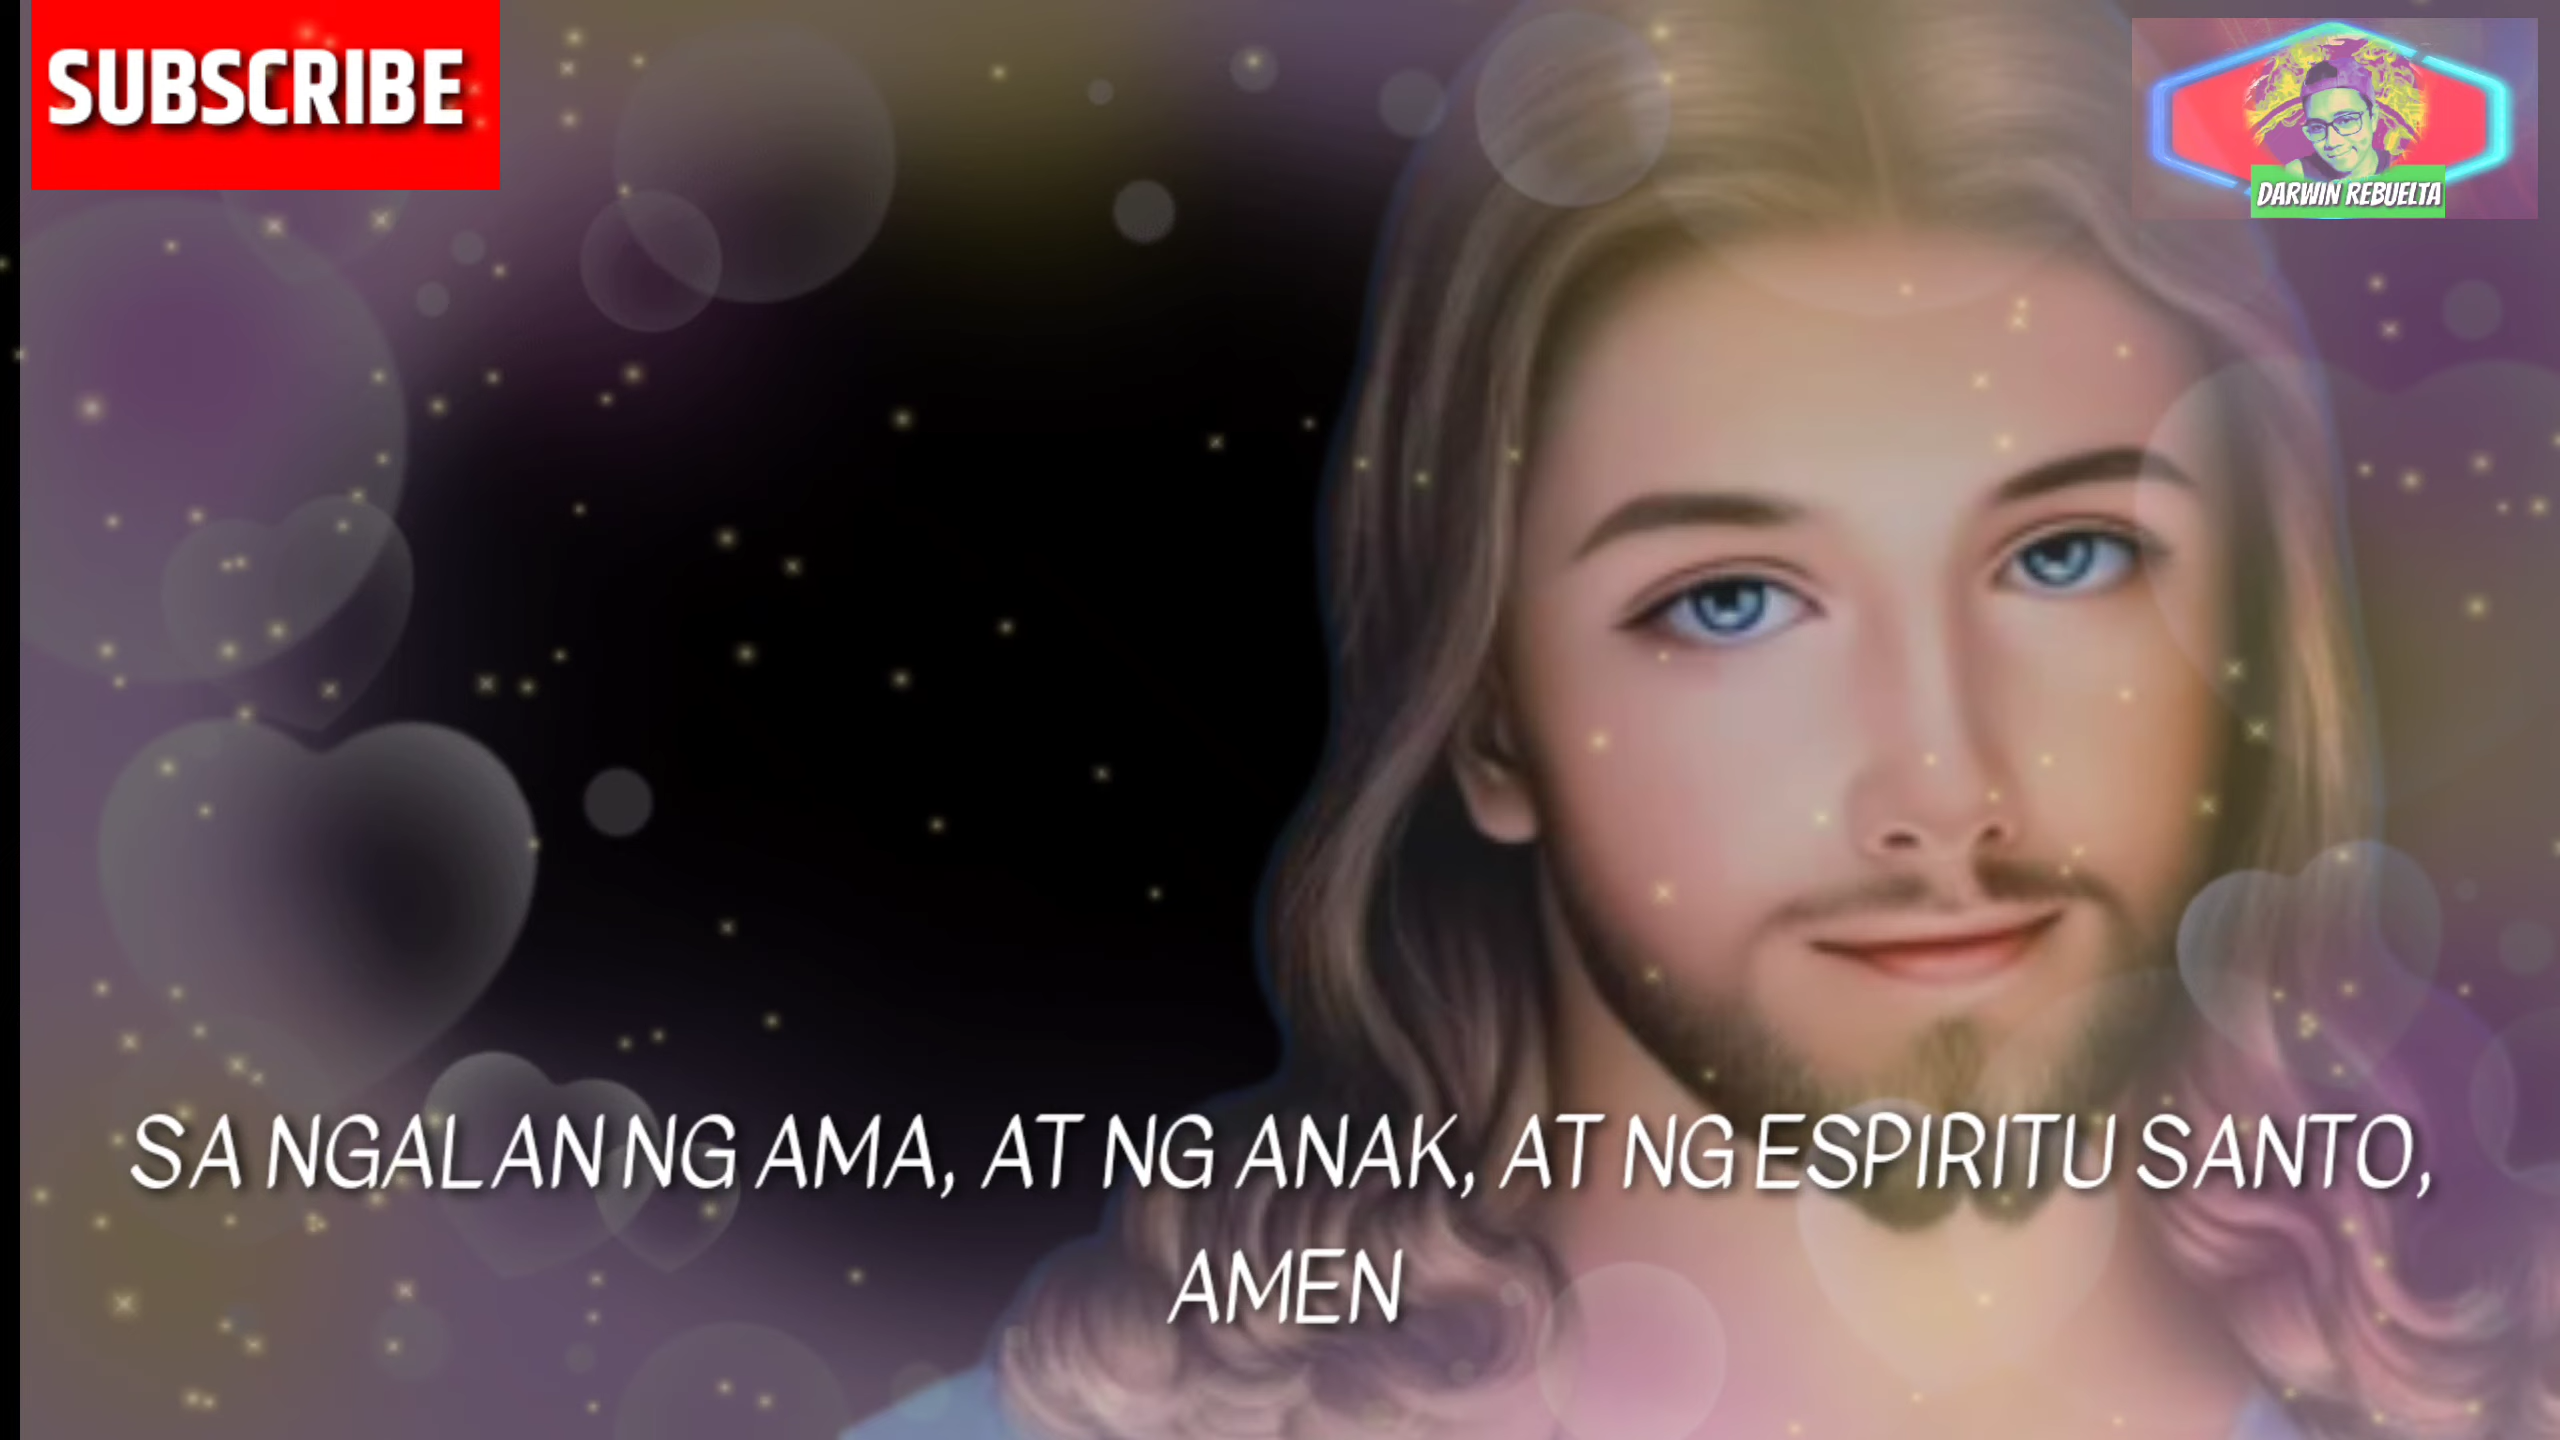 SUBSCRIBE
DARWIN REBUELTA
SA NGALAN NG AMA, AT NG ANAK, AT NG ESPIRITU SANTO,
AMEN